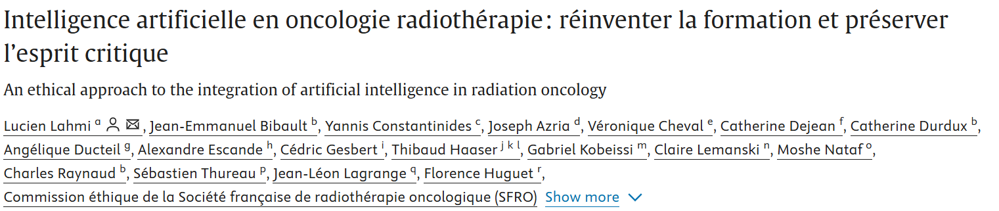 Intelligence artificielle en oncologie radiothérapie : réinventer la formation et préserver
l’esprit critique
An ethical approach to the integration of artificial intelligence in radiation oncology
Lucien Lahmi a, Jean-Emmanuel Bibault b, Yannis Constantinides c, Joseph Azria d, Véronique Cheval e, Catherine Dejean f, Catherine Durdux b,
Angélique Ducteil g, Alexandre Escande h, Cédric Gesbert i, Thibaud Haaser j k l, Gabriel Kobeissi m, Claire Lemanski n, Moshe Nataf o,
Charles Raynaud b, Sébastien Thureau p, Jean-Léon Lagrange q, Florence Huguet r,
Commission éthique de la Société française de radiothérapie oncologique (SFRO) Show more